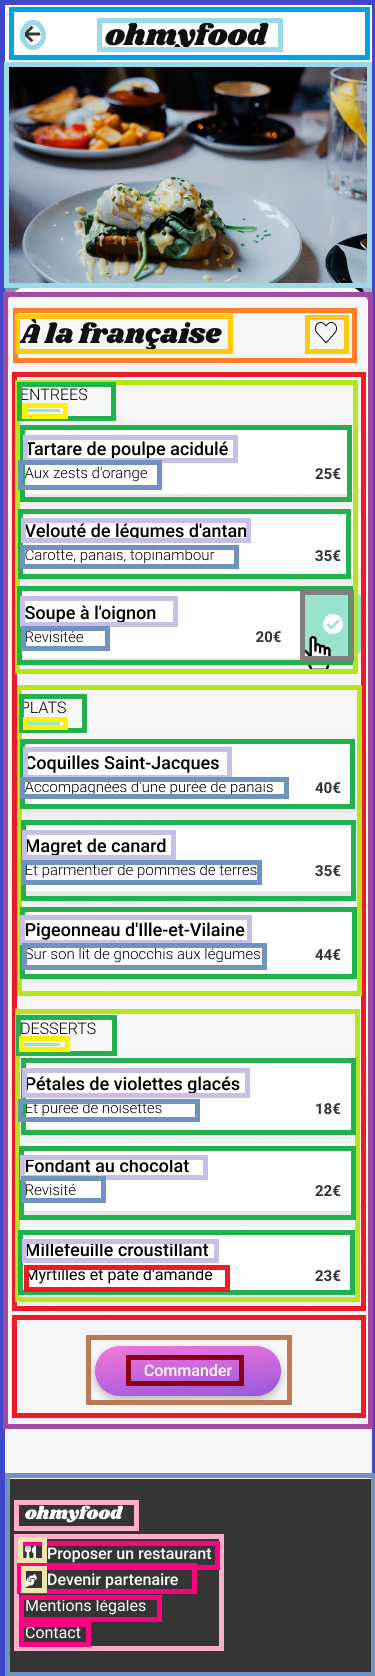 ohmyfood
À la française
ENTRÉES
Tartare de poulpe acidulé
Aux zests d'orange 25€
Velouté de légumes d'antan
Carotte, panais, topinambour 35€
Soupe à l'oignon
Revisitée 20€
PLATS
Coquilles Saint-Jacques
Accompagnées d'une purée de panais 40€
Magret de canard
Et parmentier de pommes de terres 35€
Pigeonneau d'Ille-et-Vilaine
Sur son lit de gnocchis aux légumes 44€
DESSERTS
Pétales de violettes glacés
Et purée de noisettes 18€
Fondant au chocolat
Revisité 22€
Millefeuille croustillant
Myrtilles et pate d'amande 23€
Commander
ohmyfood
Proposer un restaurant
Devenir partenaire
Mentions légales
Contact